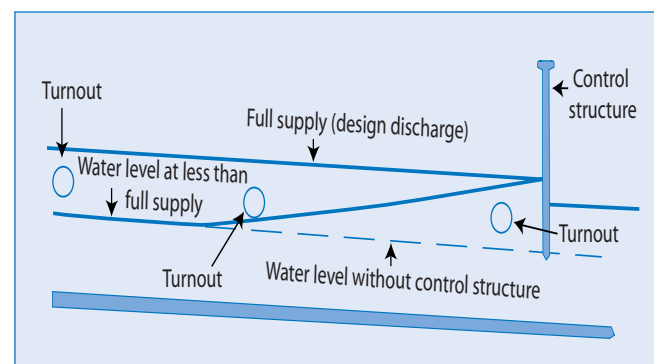 Turnout
Control
structure
Full supply (design discharge)
Water level at less than
full supply
Turnout
Turnout
Water level without control structure